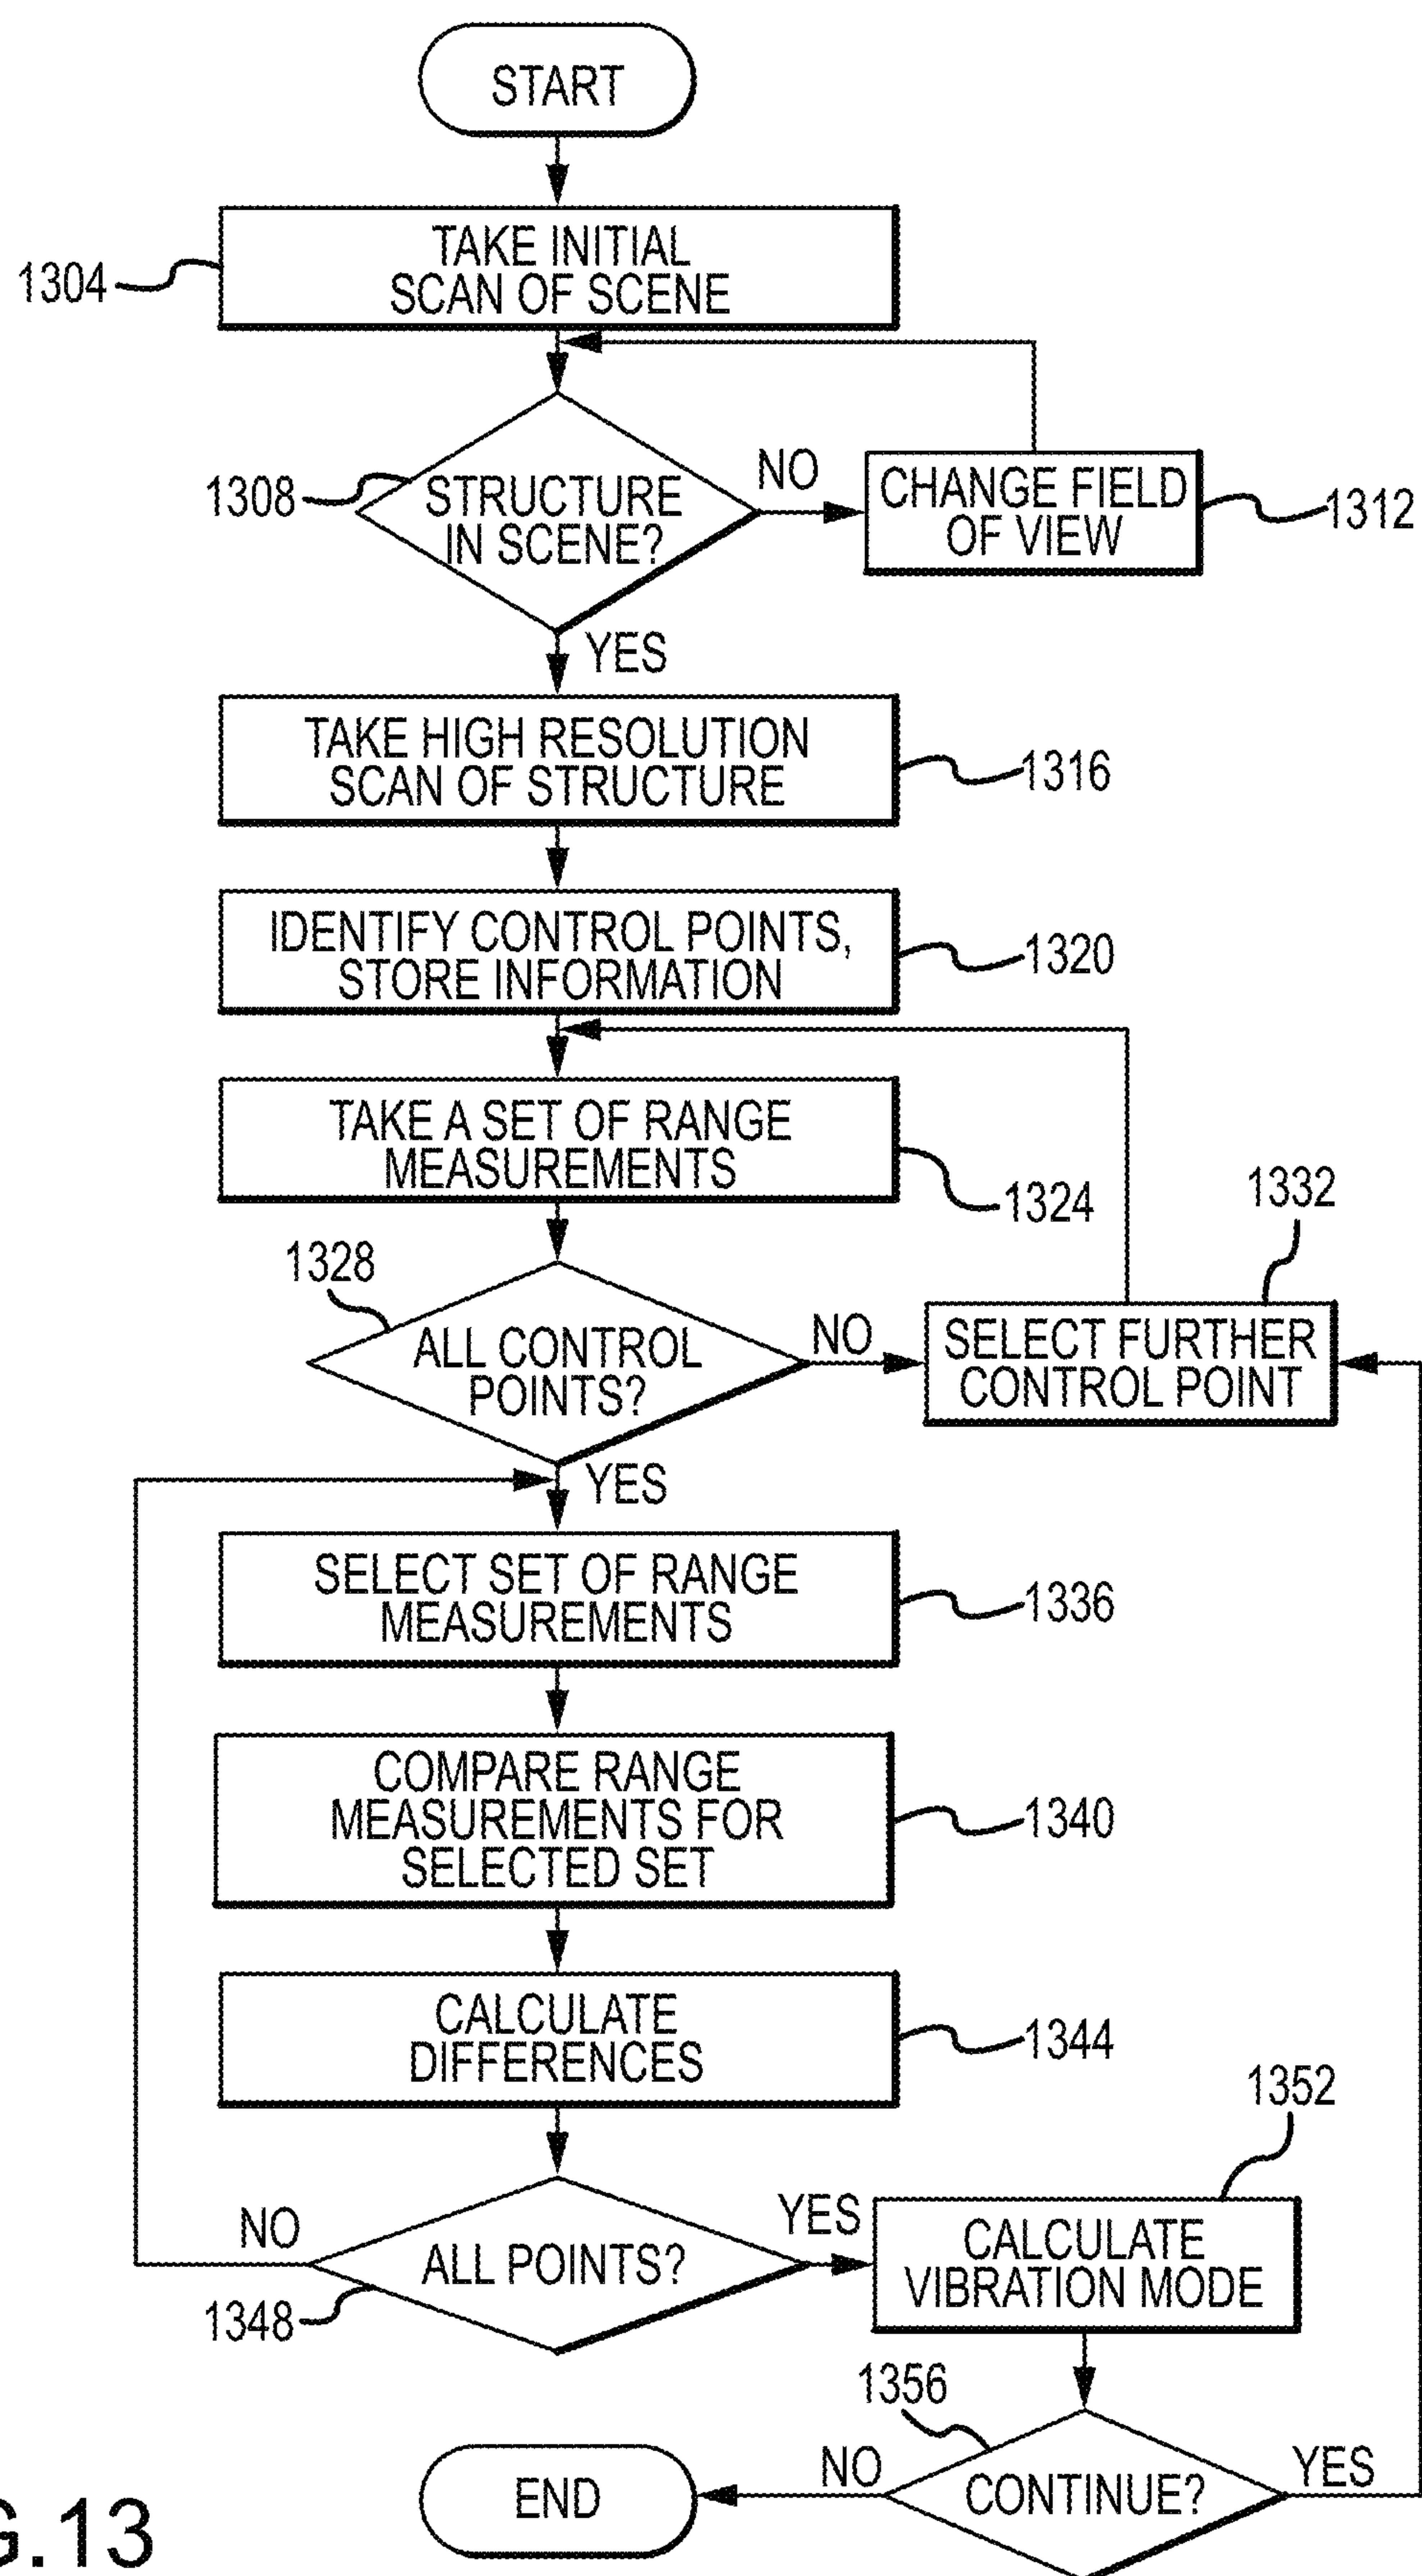 START
TAKE INITIAL
SCAN OF SCENE
1304
STRUCTURE
IN SCENE?
1308
NO
CHANGE FIELD
OF VIEW
1312
YES
TAKE HIGH RESOLUTION
SCAN OF STRUCTURE
1316
IDENTIFY CONTROL POINTS,
STORE INFORMATION
1320
TAKE A SET OF RANGE
MEASUREMENTS
1324
1328
ALL CONTROL
POINTS?
NO
1332
SELECT FURTHER
CONTROL POINT
YES
SELECT SET OF RANGE
MEASUREMENTS
1336
COMPARE RANGE
MEASUREMENTS FOR
SELECTED SET
1340
CALCULATE
DIFFERENCES
1344
NO
ALL POINTS?
1348
YES
1352
CALCULATE
VIBRATION MODE
1356
CONTINUE?
YES
NO
END
G.13